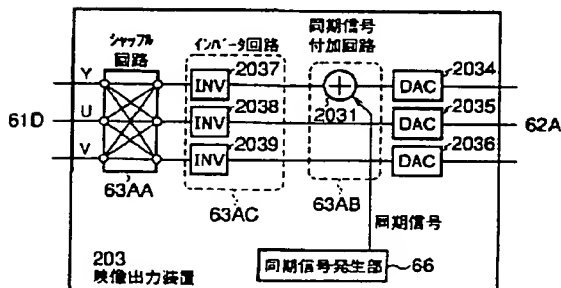 シャッフル
回路
インバータ回路
同期信号
付加回路
2037
2034
Y
INV
DAC
2031
2038
2035
61D
U
INV
DAC
62A
2039
2036
V
INV
DAC
63AA
63AC
63AB
同期信号
203
映像出力装置
同期信号発生部
66